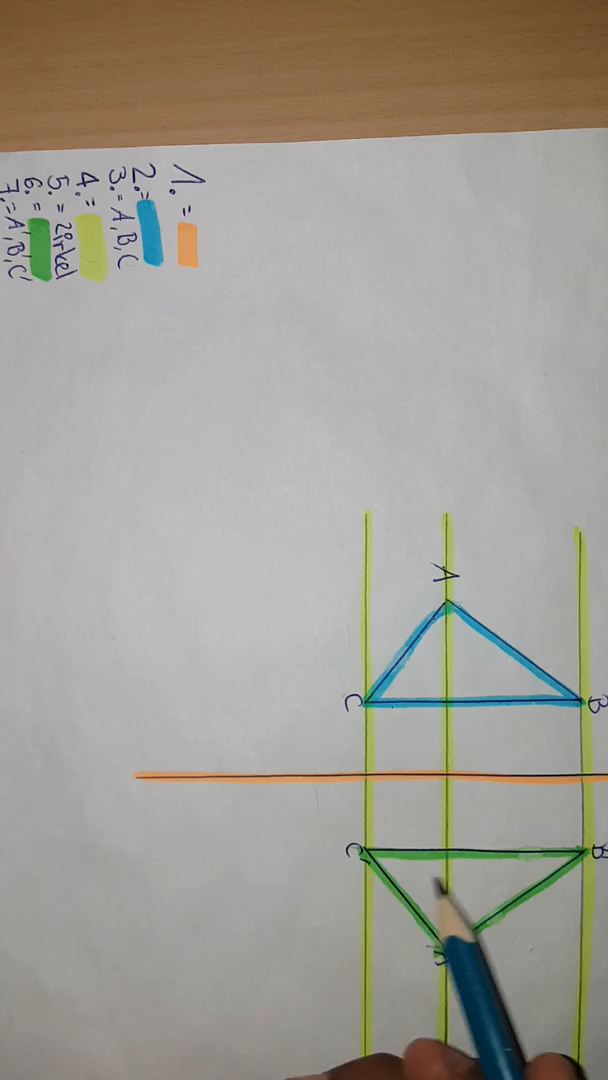 1. =
2. =
3. = A, B, C
4. =
5. = Zirkel
6. =
7. = A', B', C'
A
C
B
C'
B'
A'